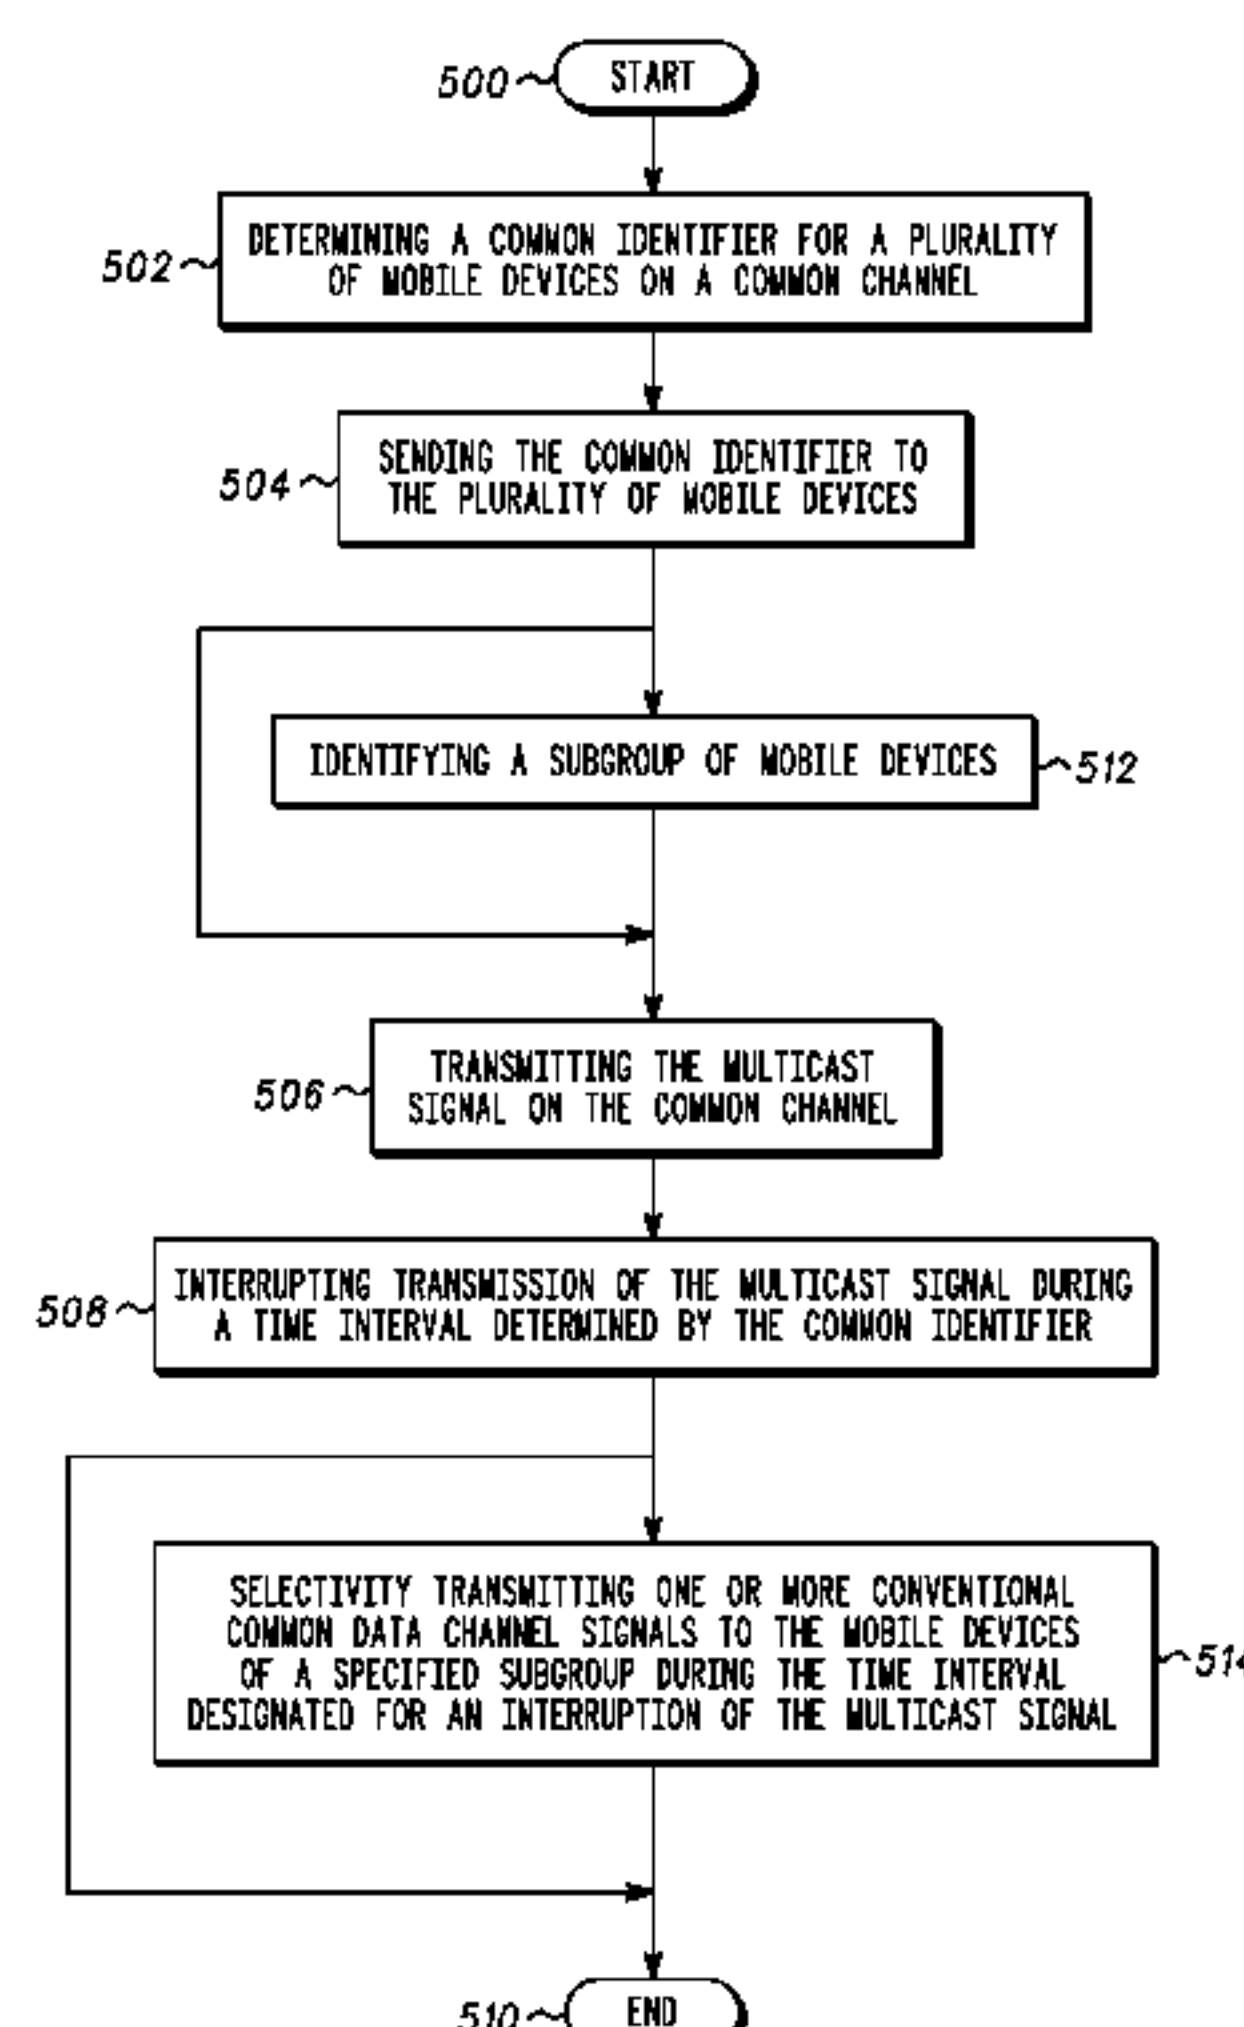 500 START
502 DETERMINING A COMMON IDENTIFIER FOR A PLURALITY
OF MOBILE DEVICES ON A COMMON CHANNEL
504 SENDING THE COMMON IDENTIFIER TO
THE PLURALITY OF MOBILE DEVICES
IDENTIFYING A SUBGROUP OF MOBILE DEVICES 512
506 TRANSMITTING THE MULTICAST
SIGNAL ON THE COMMON CHANNEL
508 INTERRUPTING TRANSMISSION OF THE MULTICAST SIGNAL DURING
A TIME INTERVAL DETERMINED BY THE COMMON IDENTIFIER
SELECTIVITY TRANSMITTING ONE OR MORE CONVENTIONAL
COMMON DATA CHANNEL SIGNALS TO THE MOBILE DEVICES
OF A SPECIFIED SUBGROUP DURING THE TIME INTERVAL 514
DESIGNATED FOR AN INTERRUPTION OF THE MULTICAST SIGNAL
510 END